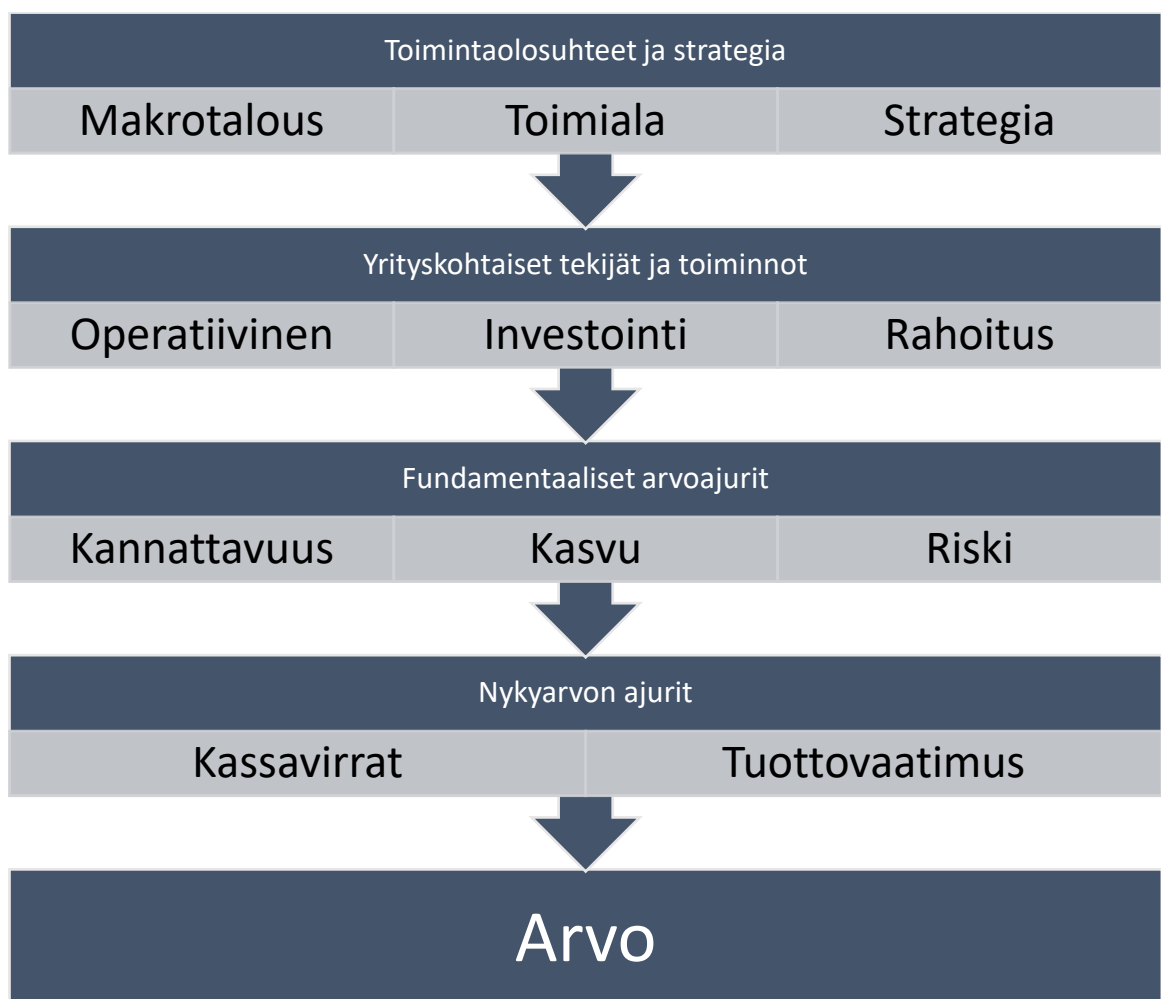 Toimintaolosuhteet ja strategia
Makrotalous Toimiala Strategia
Yrityskohtaiset tekijät ja toiminnot
Operatiivinen Investointi Rahoitus
Fundamentaaliset arvoajurit
Kannattavuus Kasvu Riski
Nykyarvon ajurit
Kassavirrat Tuottovaatimus
Arvo